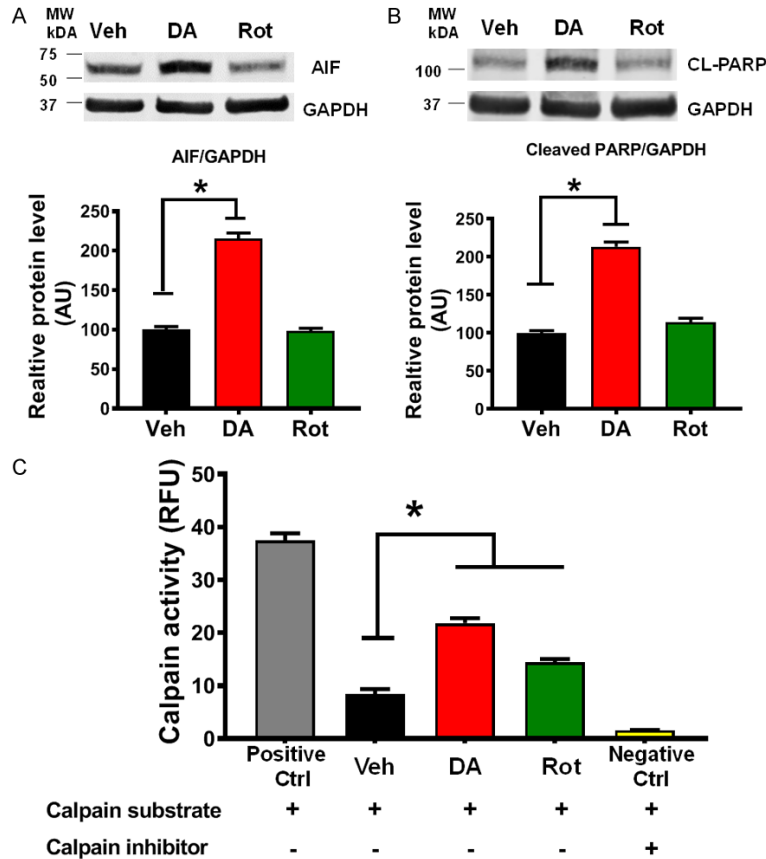 A
MW
kDA
Veh DA Rot
75
50
37
AIF
GAPDH
AIF/GAPDH
*
Realtive protein level
(AU)
250
200
150
100
50
0
Veh DA Rot
B
MW
kDA
Veh DA Rot
100
37
CL-PARP
GAPDH
Cleaved PARP/GAPDH
*
Realtive protein level
(AU)
250
200
150
100
50
0
Veh DA Rot
C
Calpain activity (RFU)
50
40
30
20
10
0
*
Positive
Ctrl
Veh
DA
Rot
Negative
Ctrl
Calpain substrate + + + + +
Calpain inhibitor - - - - +